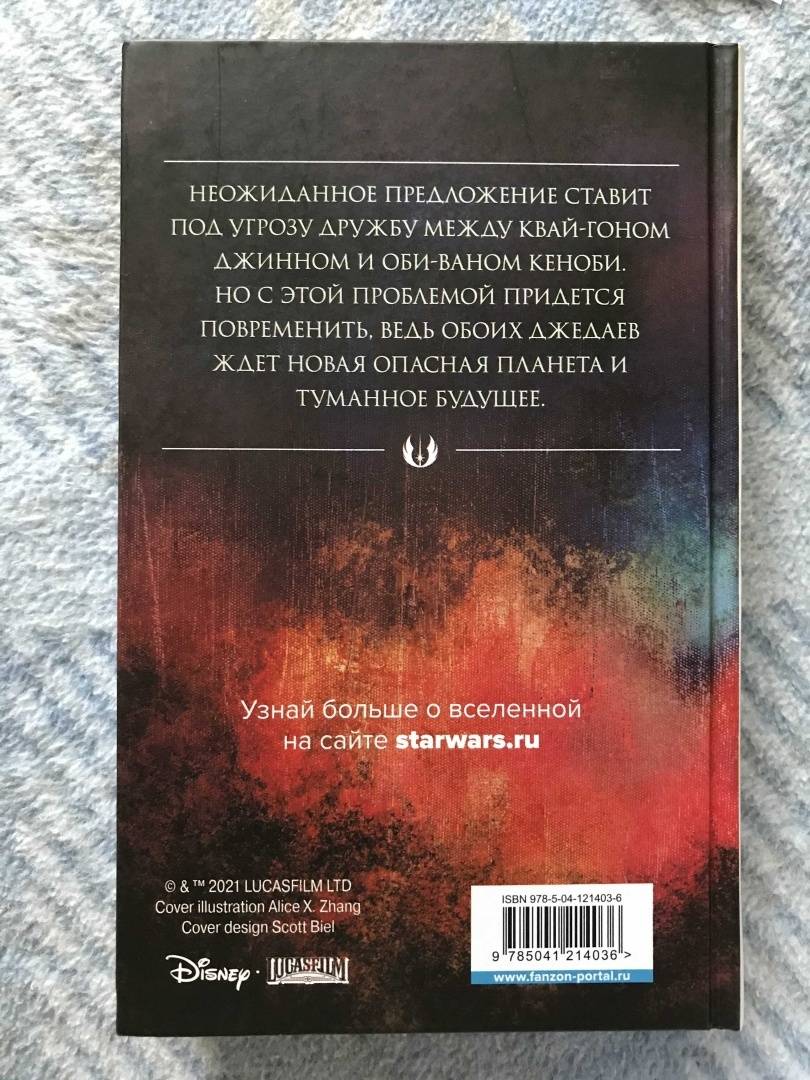 НЕОЖИДАННОЕ ПРЕДЛОЖЕНИЕ СТАВИТ
ПОД УГРОЗУ ДРУЖБУ МЕЖДУ КВАЙ-ГОНОМ
ДЖИННОМ И ОБИ-ВАНОМ КЕНОБИ.
НО С ЭТОЙ ПРОБЛЕМОЙ ПРИДЕТСЯ
ПОВРЕМЕНИТЬ, ВЕДЬ ОБОИХ ДЖЕДАЕВ
ЖДЕТ НОВАЯ ОПАСНАЯ ПЛАНЕТА И
ТУМАННОЕ БУДУЩЕЕ.
Узнай больше о вселенной
на сайте starwars.ru
© & ™ 2021 LUCASFILM LTD
Cover illustration Alice X. Zhang
Cover design Scott Biel
Disney · LUCASFILM
ISBN 978-5-04-121403-6
9 785041 214036 >
www.fanzon-portal.ru